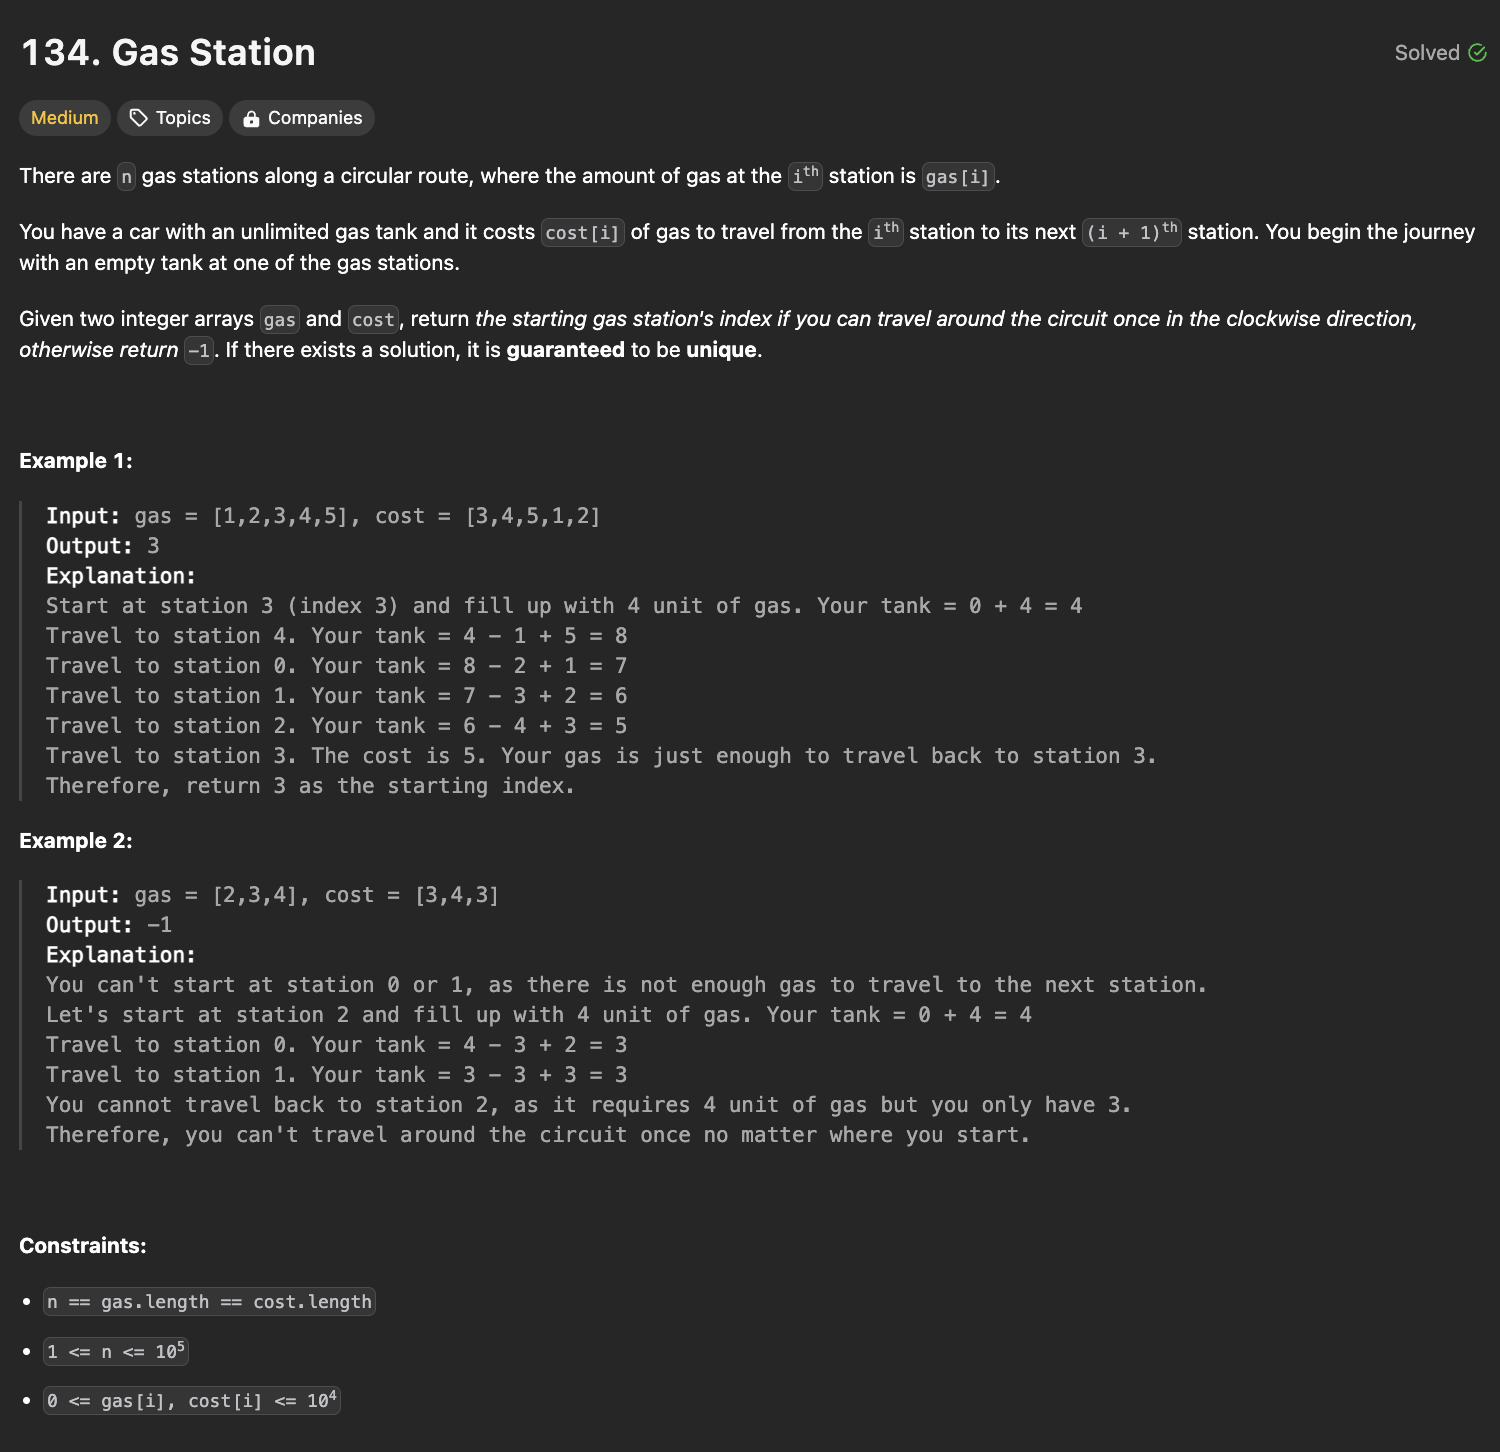 134. Gas Station
Solved
Medium
Topics
Companies
There are n gas stations along a circular route, where the amount of gas at the iᵗʰ station is gas[i].
You have a car with an unlimited gas tank and it costs cost[i] of gas to travel from the iᵗʰ station to its next (i + 1)ᵗʰ station. You begin the journey
with an empty tank at one of the gas stations.
Given two integer arrays gas and cost, return the starting gas station's index if you can travel around the circuit once in the clockwise direction,
otherwise return -1. If there exists a solution, it is guaranteed to be unique.
Example 1:
Input: gas = [1,2,3,4,5], cost = [3,4,5,1,2]
Output: 3
Explanation:
Start at station 3 (index 3) and fill up with 4 unit of gas. Your tank = 0 + 4 = 4
Travel to station 4. Your tank = 4 - 1 + 5 = 8
Travel to station 0. Your tank = 8 - 2 + 1 = 7
Travel to station 1. Your tank = 7 - 3 + 2 = 6
Travel to station 2. Your tank = 6 - 4 + 3 = 5
Travel to station 3. The cost is 5. Your gas is just enough to travel back to station 3.
Therefore, return 3 as the starting index.
Example 2:
Input: gas = [2,3,4], cost = [3,4,3]
Output: -1
Explanation:
You can't start at station 0 or 1, as there is not enough gas to travel to the next station.
Let's start at station 2 and fill up with 4 unit of gas. Your tank = 0 + 4 = 4
Travel to station 0. Your tank = 4 - 3 + 2 = 3
Travel to station 1. Your tank = 3 - 3 + 3 = 3
You cannot travel back to station 2, as it requires 4 unit of gas but you only have 3.
Therefore, you can't travel around the circuit once no matter where you start.
Constraints:
• n == gas.length == cost.length
• 1 <= n <= 10⁵
• 0 <= gas[i], cost[i] <= 10⁴